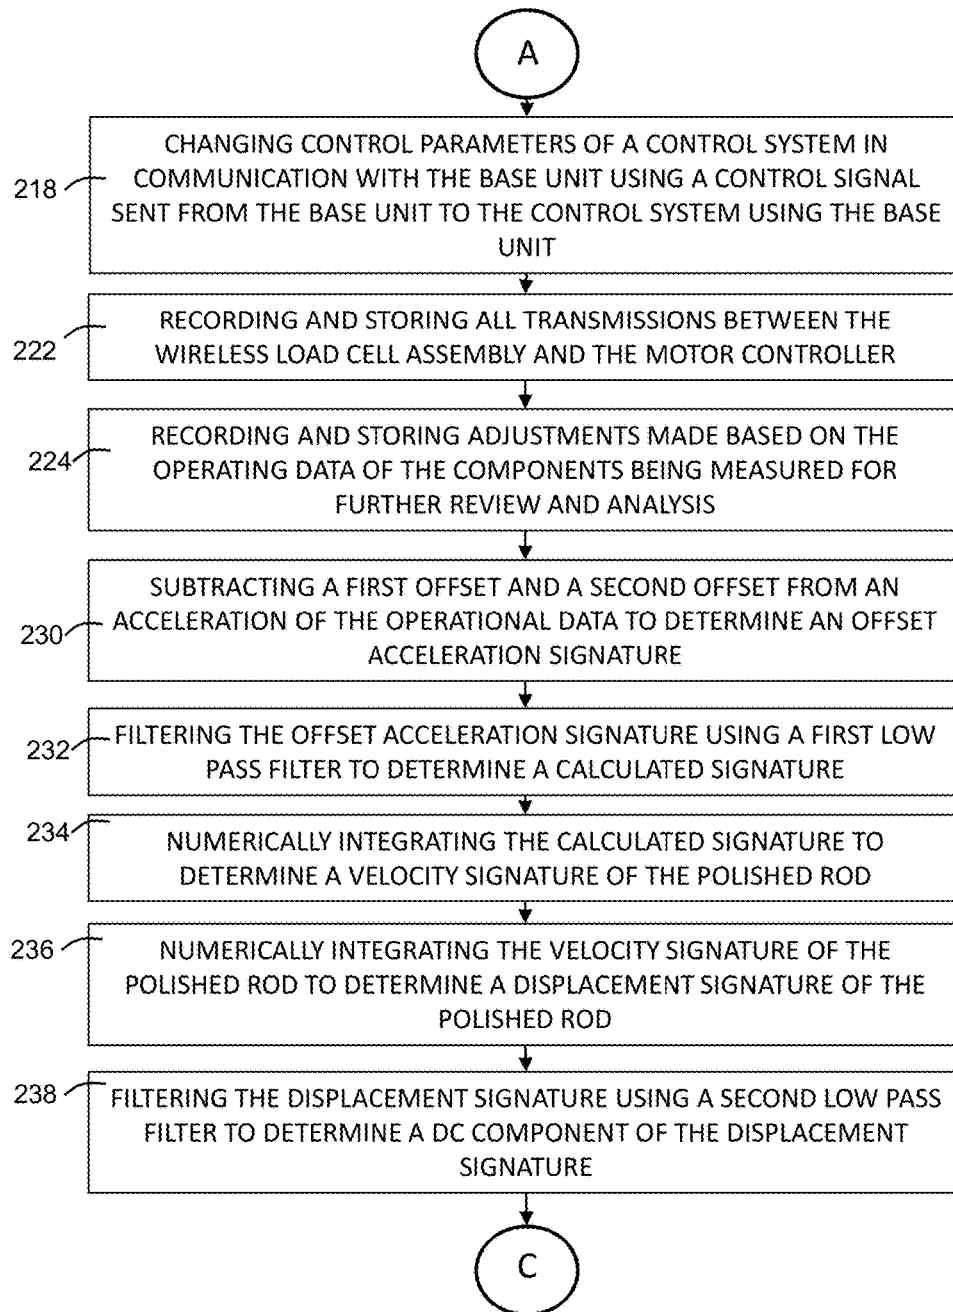 A
218
CHANGING CONTROL PARAMETERS OF A CONTROL SYSTEM IN
COMMUNICATION WITH THE BASE UNIT USING A CONTROL SIGNAL
SENT FROM THE BASE UNIT TO THE CONTROL SYSTEM USING THE BASE
UNIT
222
RECORDING AND STORING ALL TRANSMISSIONS BETWEEN THE
WIRELESS LOAD CELL ASSEMBLY AND THE MOTOR CONTROLLER
224
RECORDING AND STORING ADJUSTMENTS MADE BASED ON THE
OPERATING DATA OF THE COMPONENTS BEING MEASURED FOR
FURTHER REVIEW AND ANALYSIS
230
SUBTRACTING A FIRST OFFSET AND A SECOND OFFSET FROM AN
ACCELERATION OF THE OPERATIONAL DATA TO DETERMINE AN OFFSET
ACCELERATION SIGNATURE
232
FILTERING THE OFFSET ACCELERATION SIGNATURE USING A FIRST LOW
PASS FILTER TO DETERMINE A CALCULATED SIGNATURE
234
NUMERICALLY INTEGRATING THE CALCULATED SIGNATURE TO
DETERMINE A VELOCITY SIGNATURE OF THE POLISHED ROD
236
NUMERICALLY INTEGRATING THE VELOCITY SIGNATURE OF THE
POLISHED ROD TO DETERMINE A DISPLACEMENT SIGNATURE OF THE
POLISHED ROD
238
FILTERING THE DISPLACEMENT SIGNATURE USING A SECOND LOW PASS
FILTER TO DETERMINE A DC COMPONENT OF THE DISPLACEMENT
SIGNATURE
C